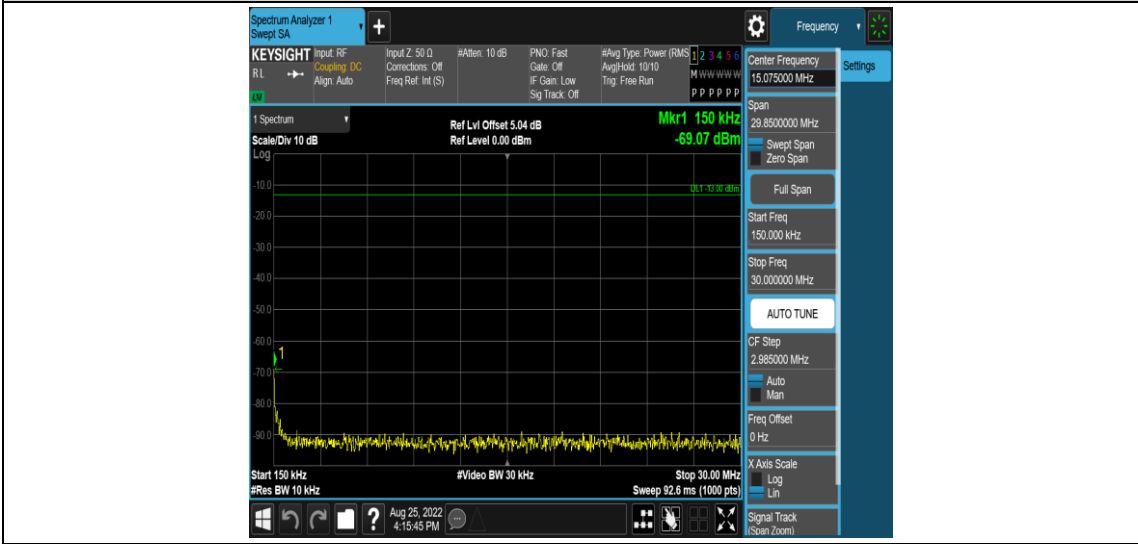 Spectrum Analyzer 1
Swept SA
+
Frequency
KEYSIGHT
RL
Input: RF
Coupling: DC
Align: Auto
Input Z: 50 Ω
Corrections: Off
Freq Ref: Int (S)
#Atten: 10 dB
PNO: Fast
Gate: Off
IF Gain: Low
Sig Track: Off
#Avg Type: Power (RMS
Avg|Hold: 10/10
Trig: Free Run
1 2 3 4 5 6
M W W W W W
P P P P P P
1 Spectrum
Scale/Div 10 dB
Log
Ref Lvl Offset 5.04 dB
Ref Level 0.00 dBm
Mkr1 150 kHz
-69.07 dBm
DL1 -13.00 dBm
-10.0
-20.0
-30.0
-40.0
-50.0
-60.0
1
-70.0
-80.0
-90.0
Start 150 kHz
#Res BW 10 kHz
#Video BW 30 kHz
Stop 30.00 MHz
Sweep 92.6 ms (1000 pts)
?
Aug 25, 2022
4:15:45 PM
Center Frequency
15.075000 MHz
Span
29.8500000 MHz
Swept Span
Zero Span
Full Span
Start Freq
150.000 kHz
Stop Freq
30.000000 MHz
AUTO TUNE
CF Step
2.985000 MHz
Auto
Man
Freq Offset
0 Hz
X Axis Scale
Log
Lin
Signal Track
(Span Zoom)
Settings